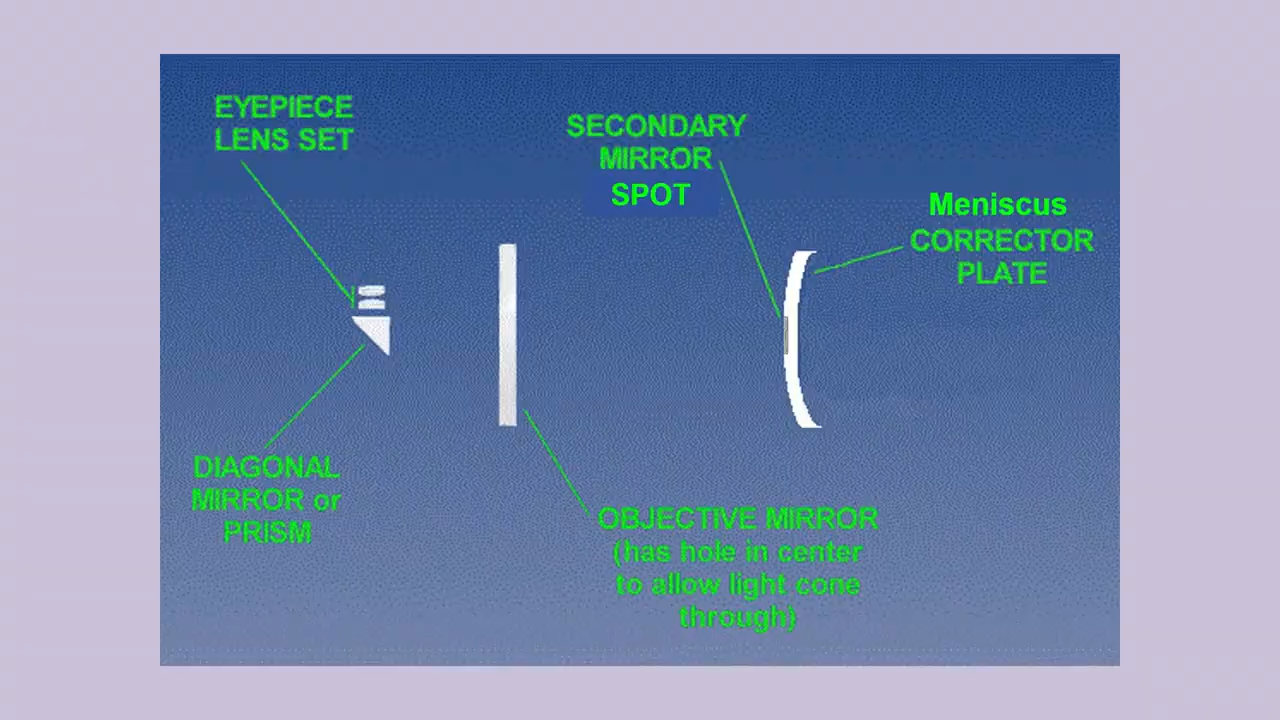 EYEPIECE
LENS SET
SECONDARY
MIRROR
SPOT
Meniscus
CORRECTOR
PLATE
DIAGONAL
MIRROR or
PRISM
OBJECTIVE MIRROR
(has hole in center
to allow light cone
through)